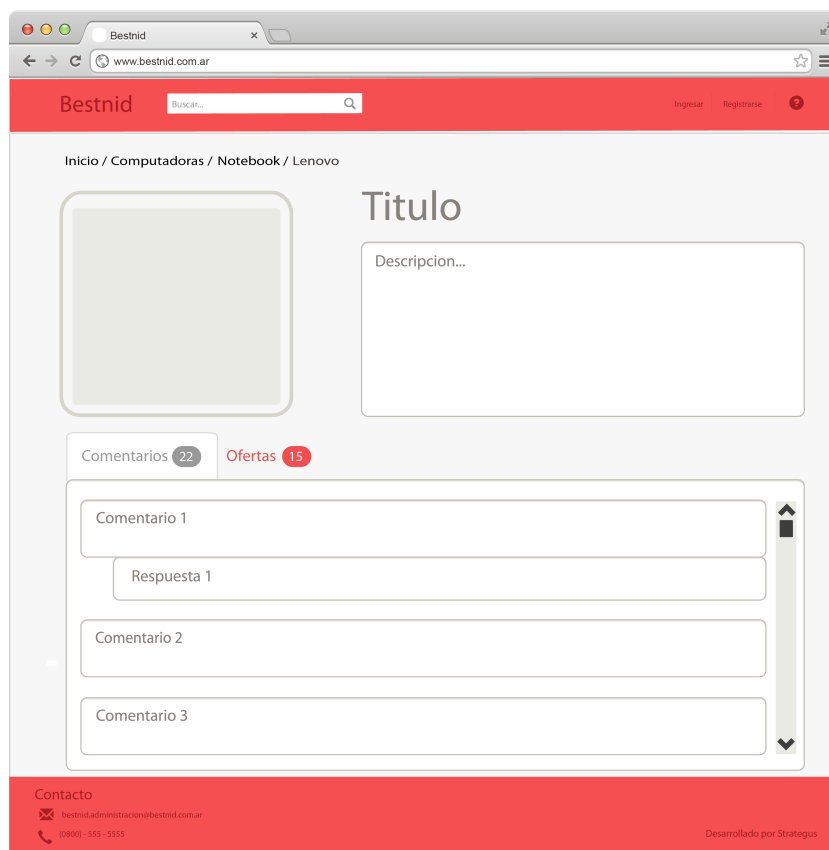 Bestnid
www.bestnid.com.ar
Bestnid Buscar... Ingresar Registrarse ?
Inicio / Computadoras / Notebook / Lenovo
Titulo
Descripcion...
Comentarios 22 Ofertas 15
Comentario 1
Respuesta 1
Comentario 2
Comentario 3
Contacto
bestnid.administracion@bestnid.com.ar
(0800) - 555 - 5555
Desarrollado por Strategus